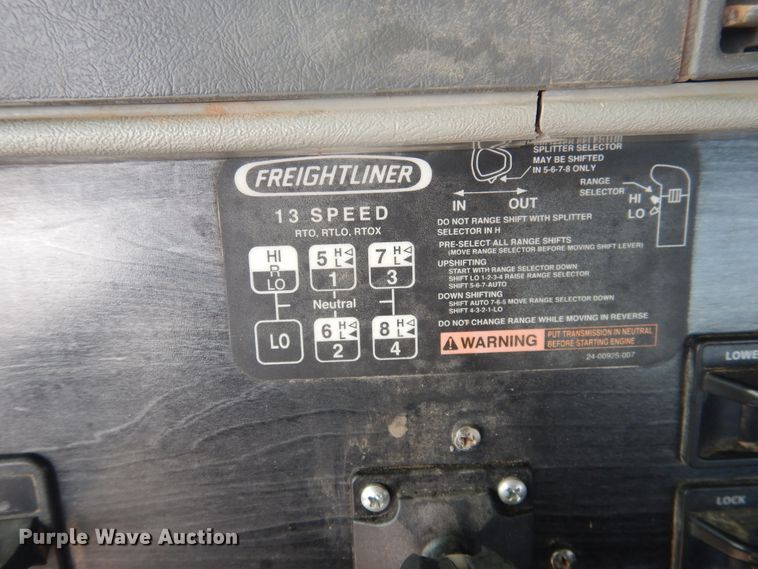 FREIGHTLINER
13 SPEED
RTO, RTLO, RTOX
HI
R
LO
5 H L
1
7 H L
3
Neutral
LO
6 H L
2
8 H L
4
SPLITTER SELECTOR
MAY BE SHIFTED
IN 5-6-7-8 ONLY
IN OUT
RANGE
SELECTOR
HI
LO
DO NOT RANGE SHIFT WITH SPLITTER
SELECTOR IN H
PRE-SELECT ALL RANGE SHIFTS
(MOVE RANGE SELECTOR BEFORE MOVING SHIFT LEVER)
UPSHIFTING
START WITH RANGE SELECTOR DOWN
SHIFT LO 1-2-3-4 RAISE RANGE SELECTOR
SHIFT 5-6-7-AUTO
DOWN SHIFTING
SHIFT AUTO 7-6-5 MOVE RANGE SELECTOR DOWN
SHIFT 4-3-2-1-LO
DO NOT CHANGE RANGE WHILE MOVING IN REVERSE
WARNING
PUT TRANSMISSION IN NEUTRAL
BEFORE STARTING ENGINE
24-00925-007
LOWE
LOCK
Purple Wave Auction